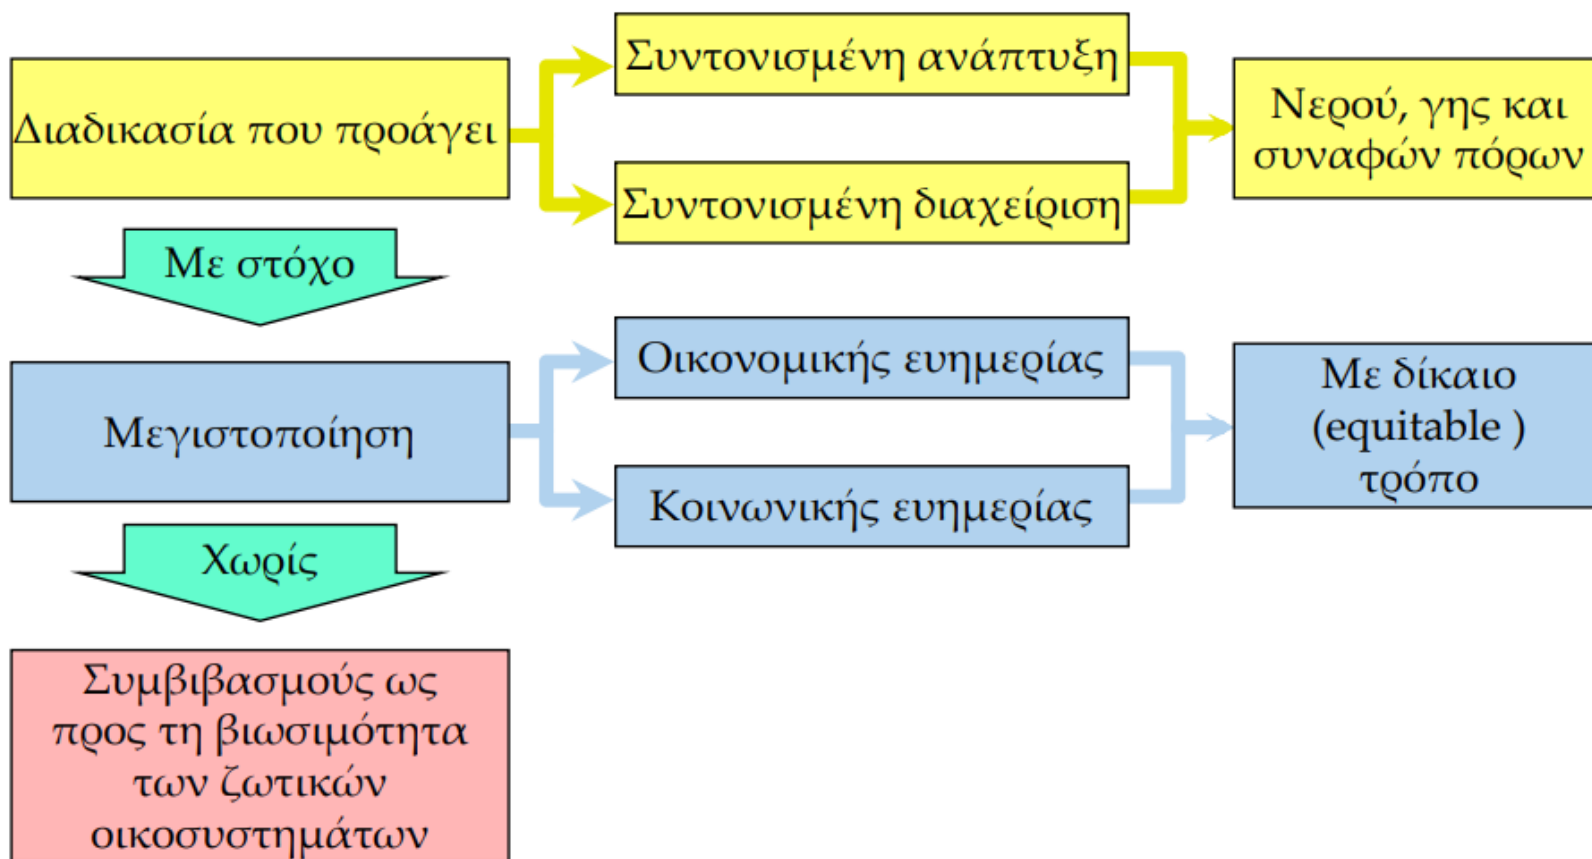 Διαδικασία που προάγει
Συντονισμένη ανάπτυξη
Συντονισμένη διαχείριση
Νερού, γης και
συναφών πόρων
Με στόχο
Μεγιστοποίηση
Οικονομικής ευημερίας
Κοινωνικής ευημερίας
Με δίκαιο
(equitable )
τρόπο
Χωρίς
Συμβιβασμούς ως
προς τη βιωσιμότητα
των ζωτικών
οικοσυστημάτων